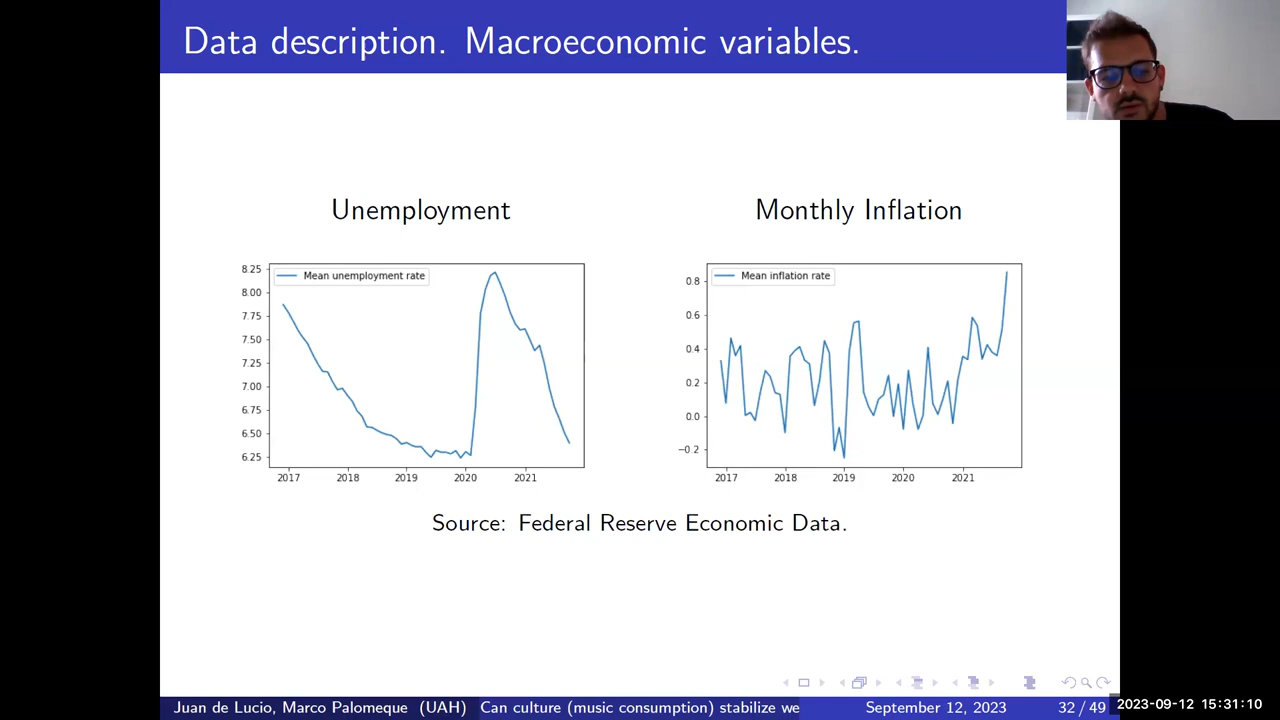 Data description. Macroeconomic variables.
Unemployment
Mean unemployment rate
8.25
8.00
7.75
7.50
7.25
7.00
6.75
6.50
6.25
2017 2018 2019 2020 2021
Monthly Inflation
Mean inflation rate
0.8
0.6
0.4
0.2
0.0
−0.2
2017 2018 2019 2020 2021
Source: Federal Reserve Economic Data.
Juan de Lucio, Marco Palomeque (UAH) Can culture (music consumption) stabilize we September 12, 2023 32 / 49
2023-09-12 15:31:10